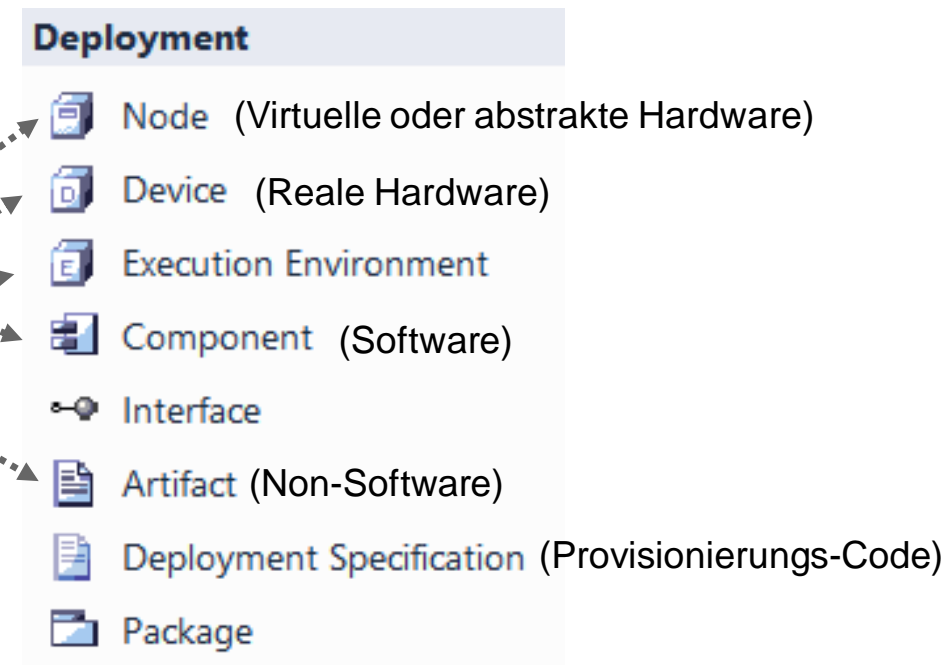 Deployment
Node (Virtuelle oder abstrakte Hardware)
D Device (Reale Hardware)
E Execution Environment
Component (Software)
Interface
Artifact (Non-Software)
Deployment Specification (Provisionierungs-Code)
Package